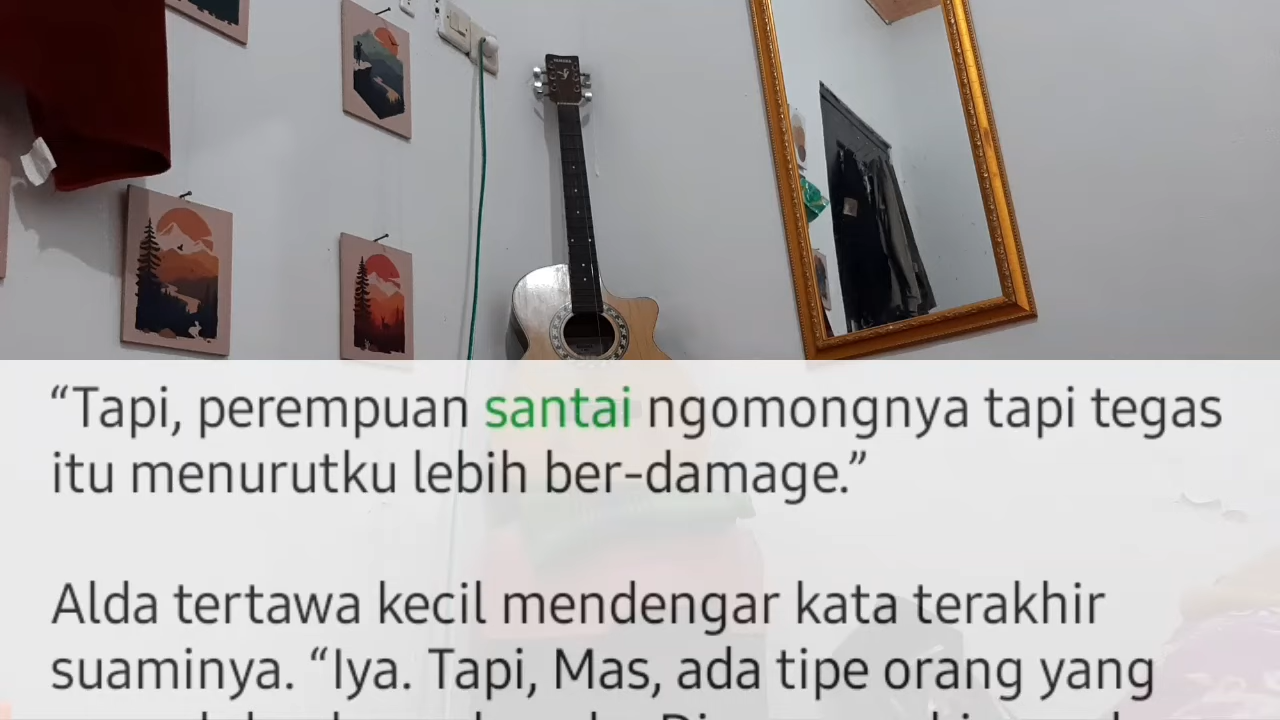 YAMAHA
“Tapi, perempuan santai ngomongnya tapi tegas
itu menurutku lebih ber-damage.”
Alda tertawa kecil mendengar kata terakhir
suaminya. “Iya. Tapi, Mas, ada tipe orang yang